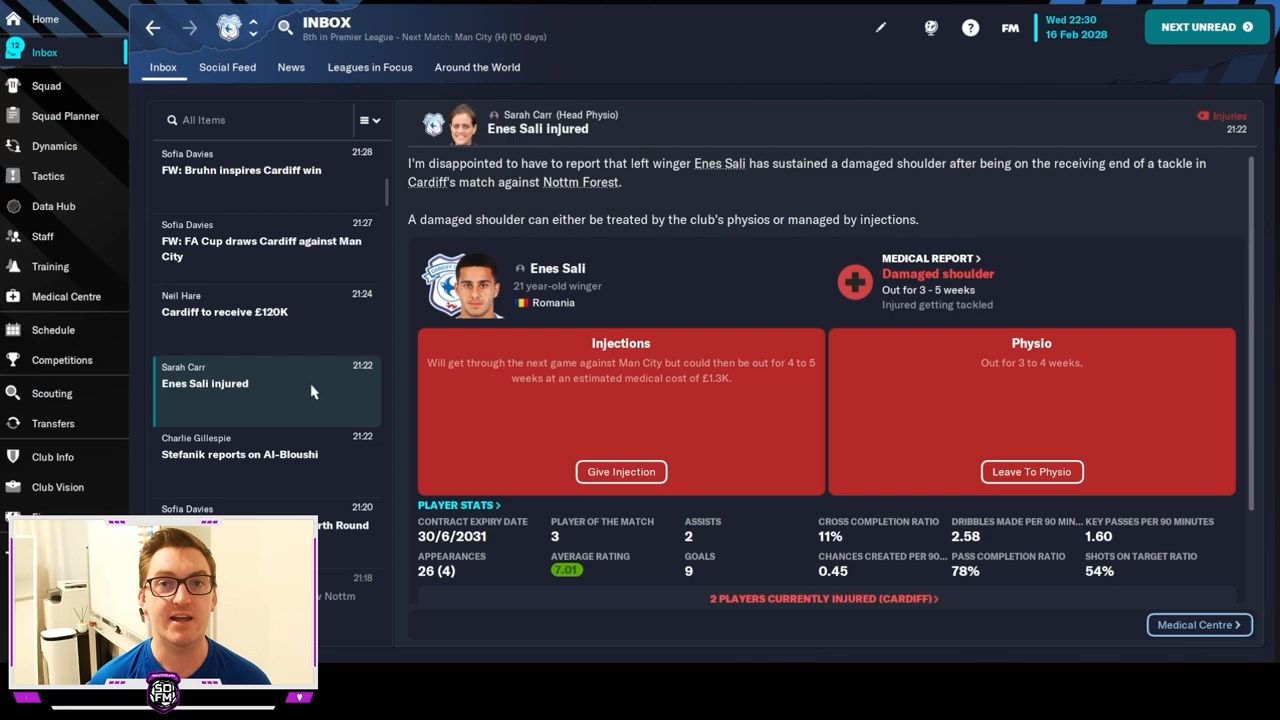 Home
INBOX
8th in Premier League - Next Match: Man City (H) (10 days)
FM
Wed 22:30
16 Feb 2028
NEXT UNREAD
12
Inbox
Squad
Squad Planner
Dynamics
Tactics
Data Hub
Staff
Training
Medical Centre
Schedule
Competitions
Scouting
Transfers
Club Info
Club Vision
Inbox
Social Feed
News
Leagues in Focus
Around the World
All Items
Sofia Davies
21:28
FW: Bruhn inspires Cardiff win
Sofia Davies
21:27
FW: FA Cup draws Cardiff against Man
City
Neil Hare
21:24
Cardiff to receive £120K
Sarah Carr
21:22
Enes Sali injured
Charlie Gillespie
21:22
Stefanik reports on Al-Bloushi
Sofia Davies
21:20
Round
21:18
Nottm
Sarah Carr (Head Physio)
Enes Sali injured
Injuries
21:22
I'm disappointed to have to report that left winger Enes Sali has sustained a damaged shoulder after being on the receiving end of a tackle in
Cardiff's match against Nottm Forest.
A damaged shoulder can either be treated by the club's physios or managed by injections.
Enes Sali
21 year-old winger
Romania
MEDICAL REPORT >
Damaged shoulder
Out for 3 - 5 weeks
Injured getting tackled
Injections
Will get through the next game against Man City but could then be out for 4 to 5
weeks at an estimated medical cost of £1.3K.
Give Injection
Physio
Out for 3 to 4 weeks.
Leave To Physio
PLAYER STATS >
CONTRACT EXPIRY DATE
30/6/2031
PLAYER OF THE MATCH
3
ASSISTS
2
CROSS COMPLETION RATIO
11%
DRIBBLES MADE PER 90 MIN...
2.58
KEY PASSES PER 90 MINUTES
1.60
APPEARANCES
26 (4)
AVERAGE RATING
7.01
GOALS
9
CHANCES CREATED PER 90...
0.45
PASS COMPLETION RATIO
78%
SHOTS ON TARGET RATIO
54%
2 PLAYERS CURRENTLY INJURED (CARDIFF) >
Medical Centre >
SD
FM